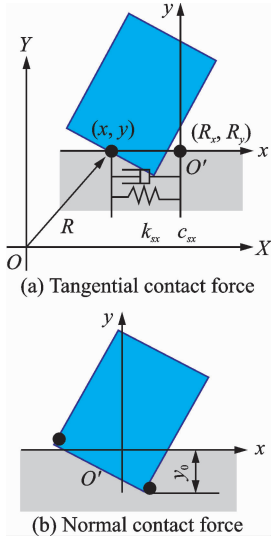 Y
y
(x, y)
(Rx, Ry)
x
O'
R
ksx
csx
O
X
(a) Tangential contact force
y
x
O'
y0
(b) Normal contact force